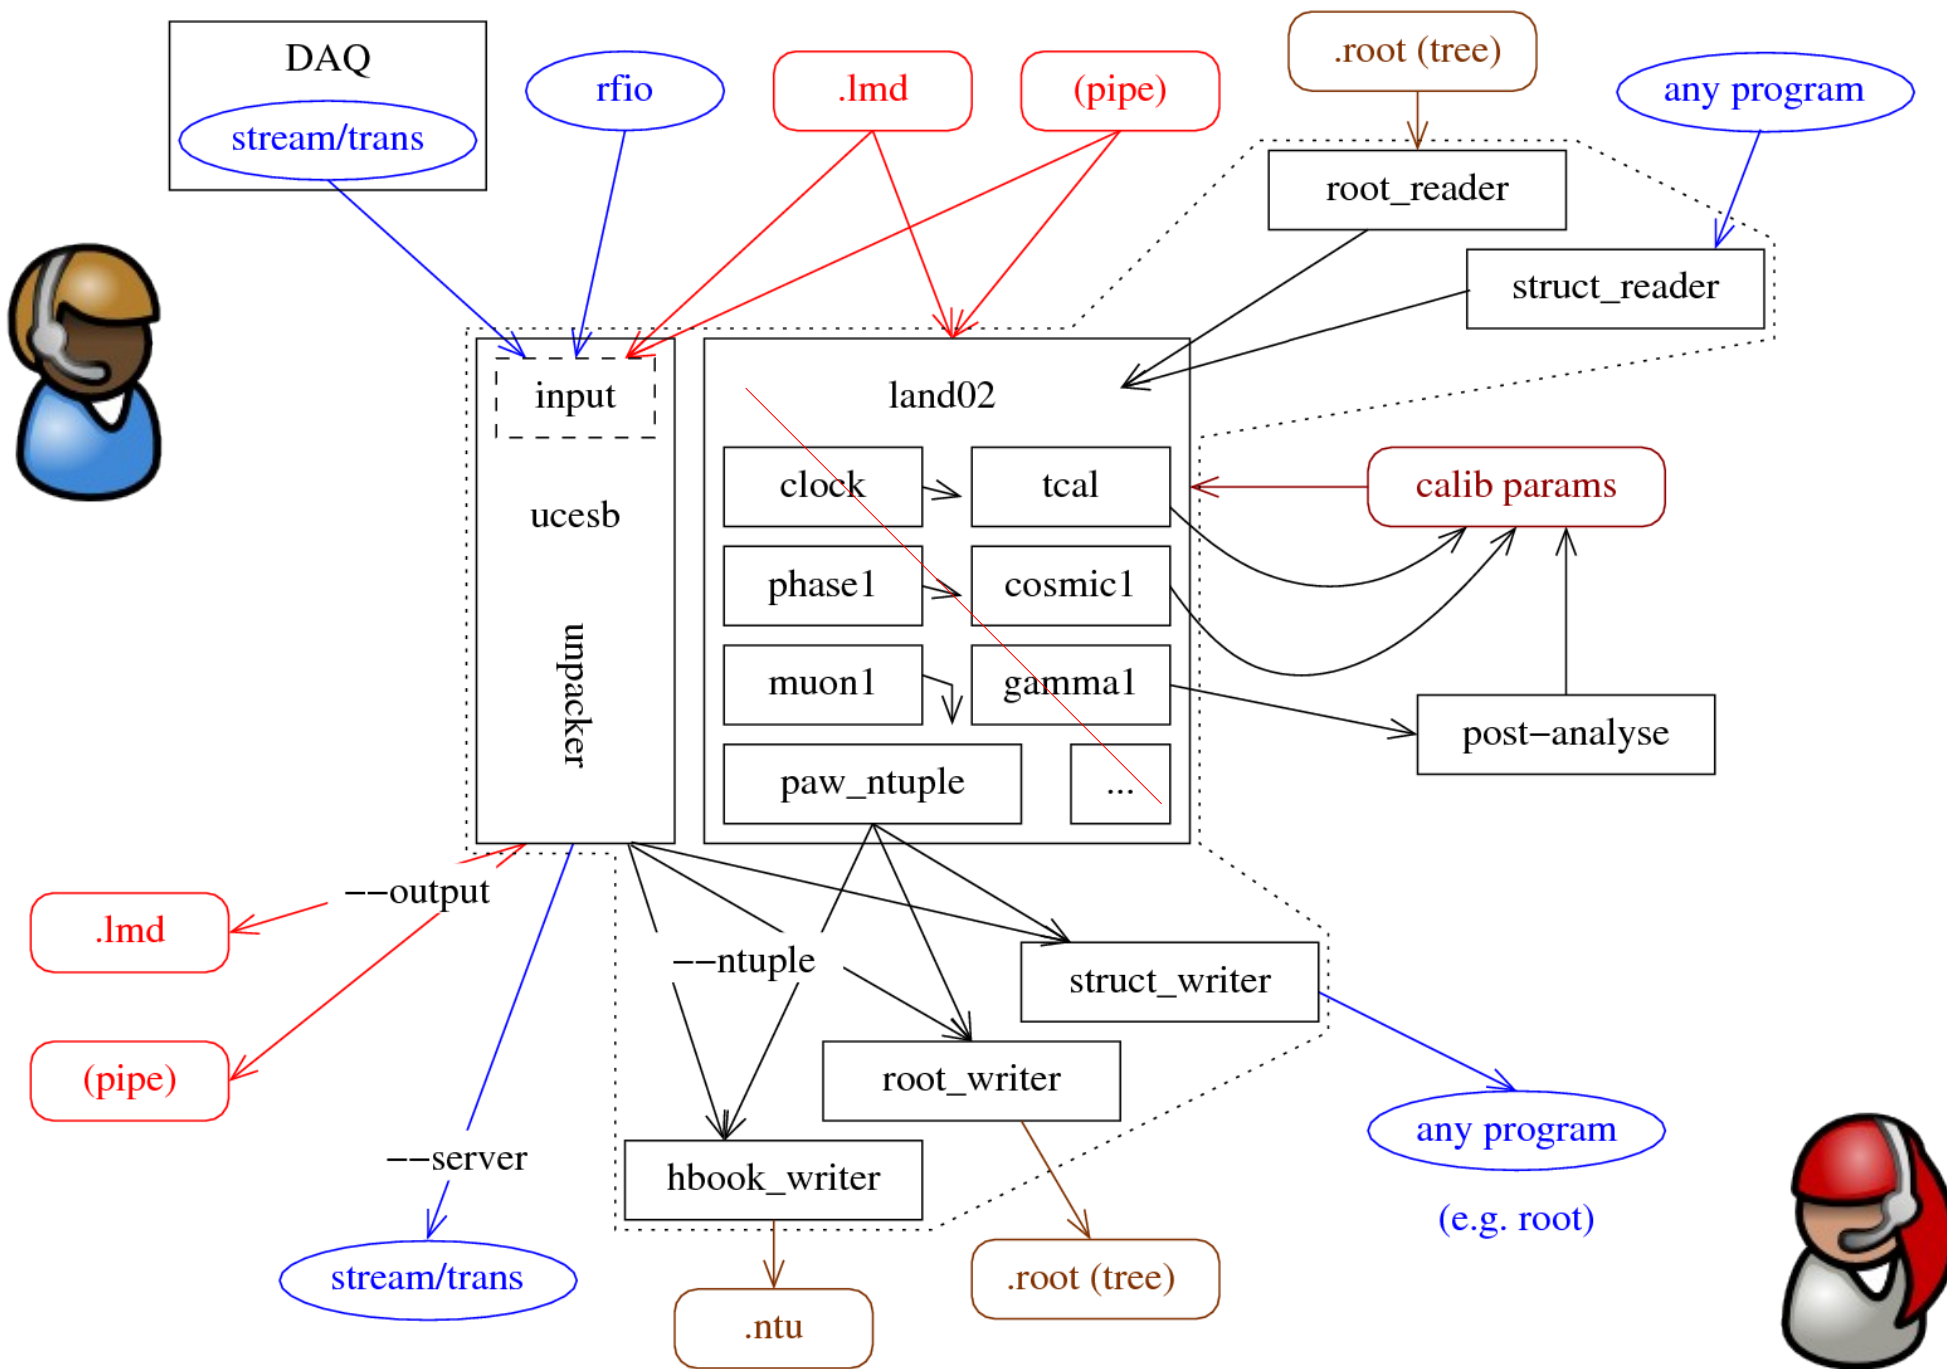 DAQ
stream/trans
rfio
.lmd
(pipe)
.root (tree)
any program
root_reader
struct_reader
input
ucesb
unpacker
land02
clock
tcal
phase1
cosmic1
muon1
gamma1
paw_ntuple
...
calib params
post−analyse
−−output
.lmd
(pipe)
−−server
stream/trans
−−ntuple
struct_writer
root_writer
hbook_writer
any program
(e.g. root)
.root (tree)
.ntu